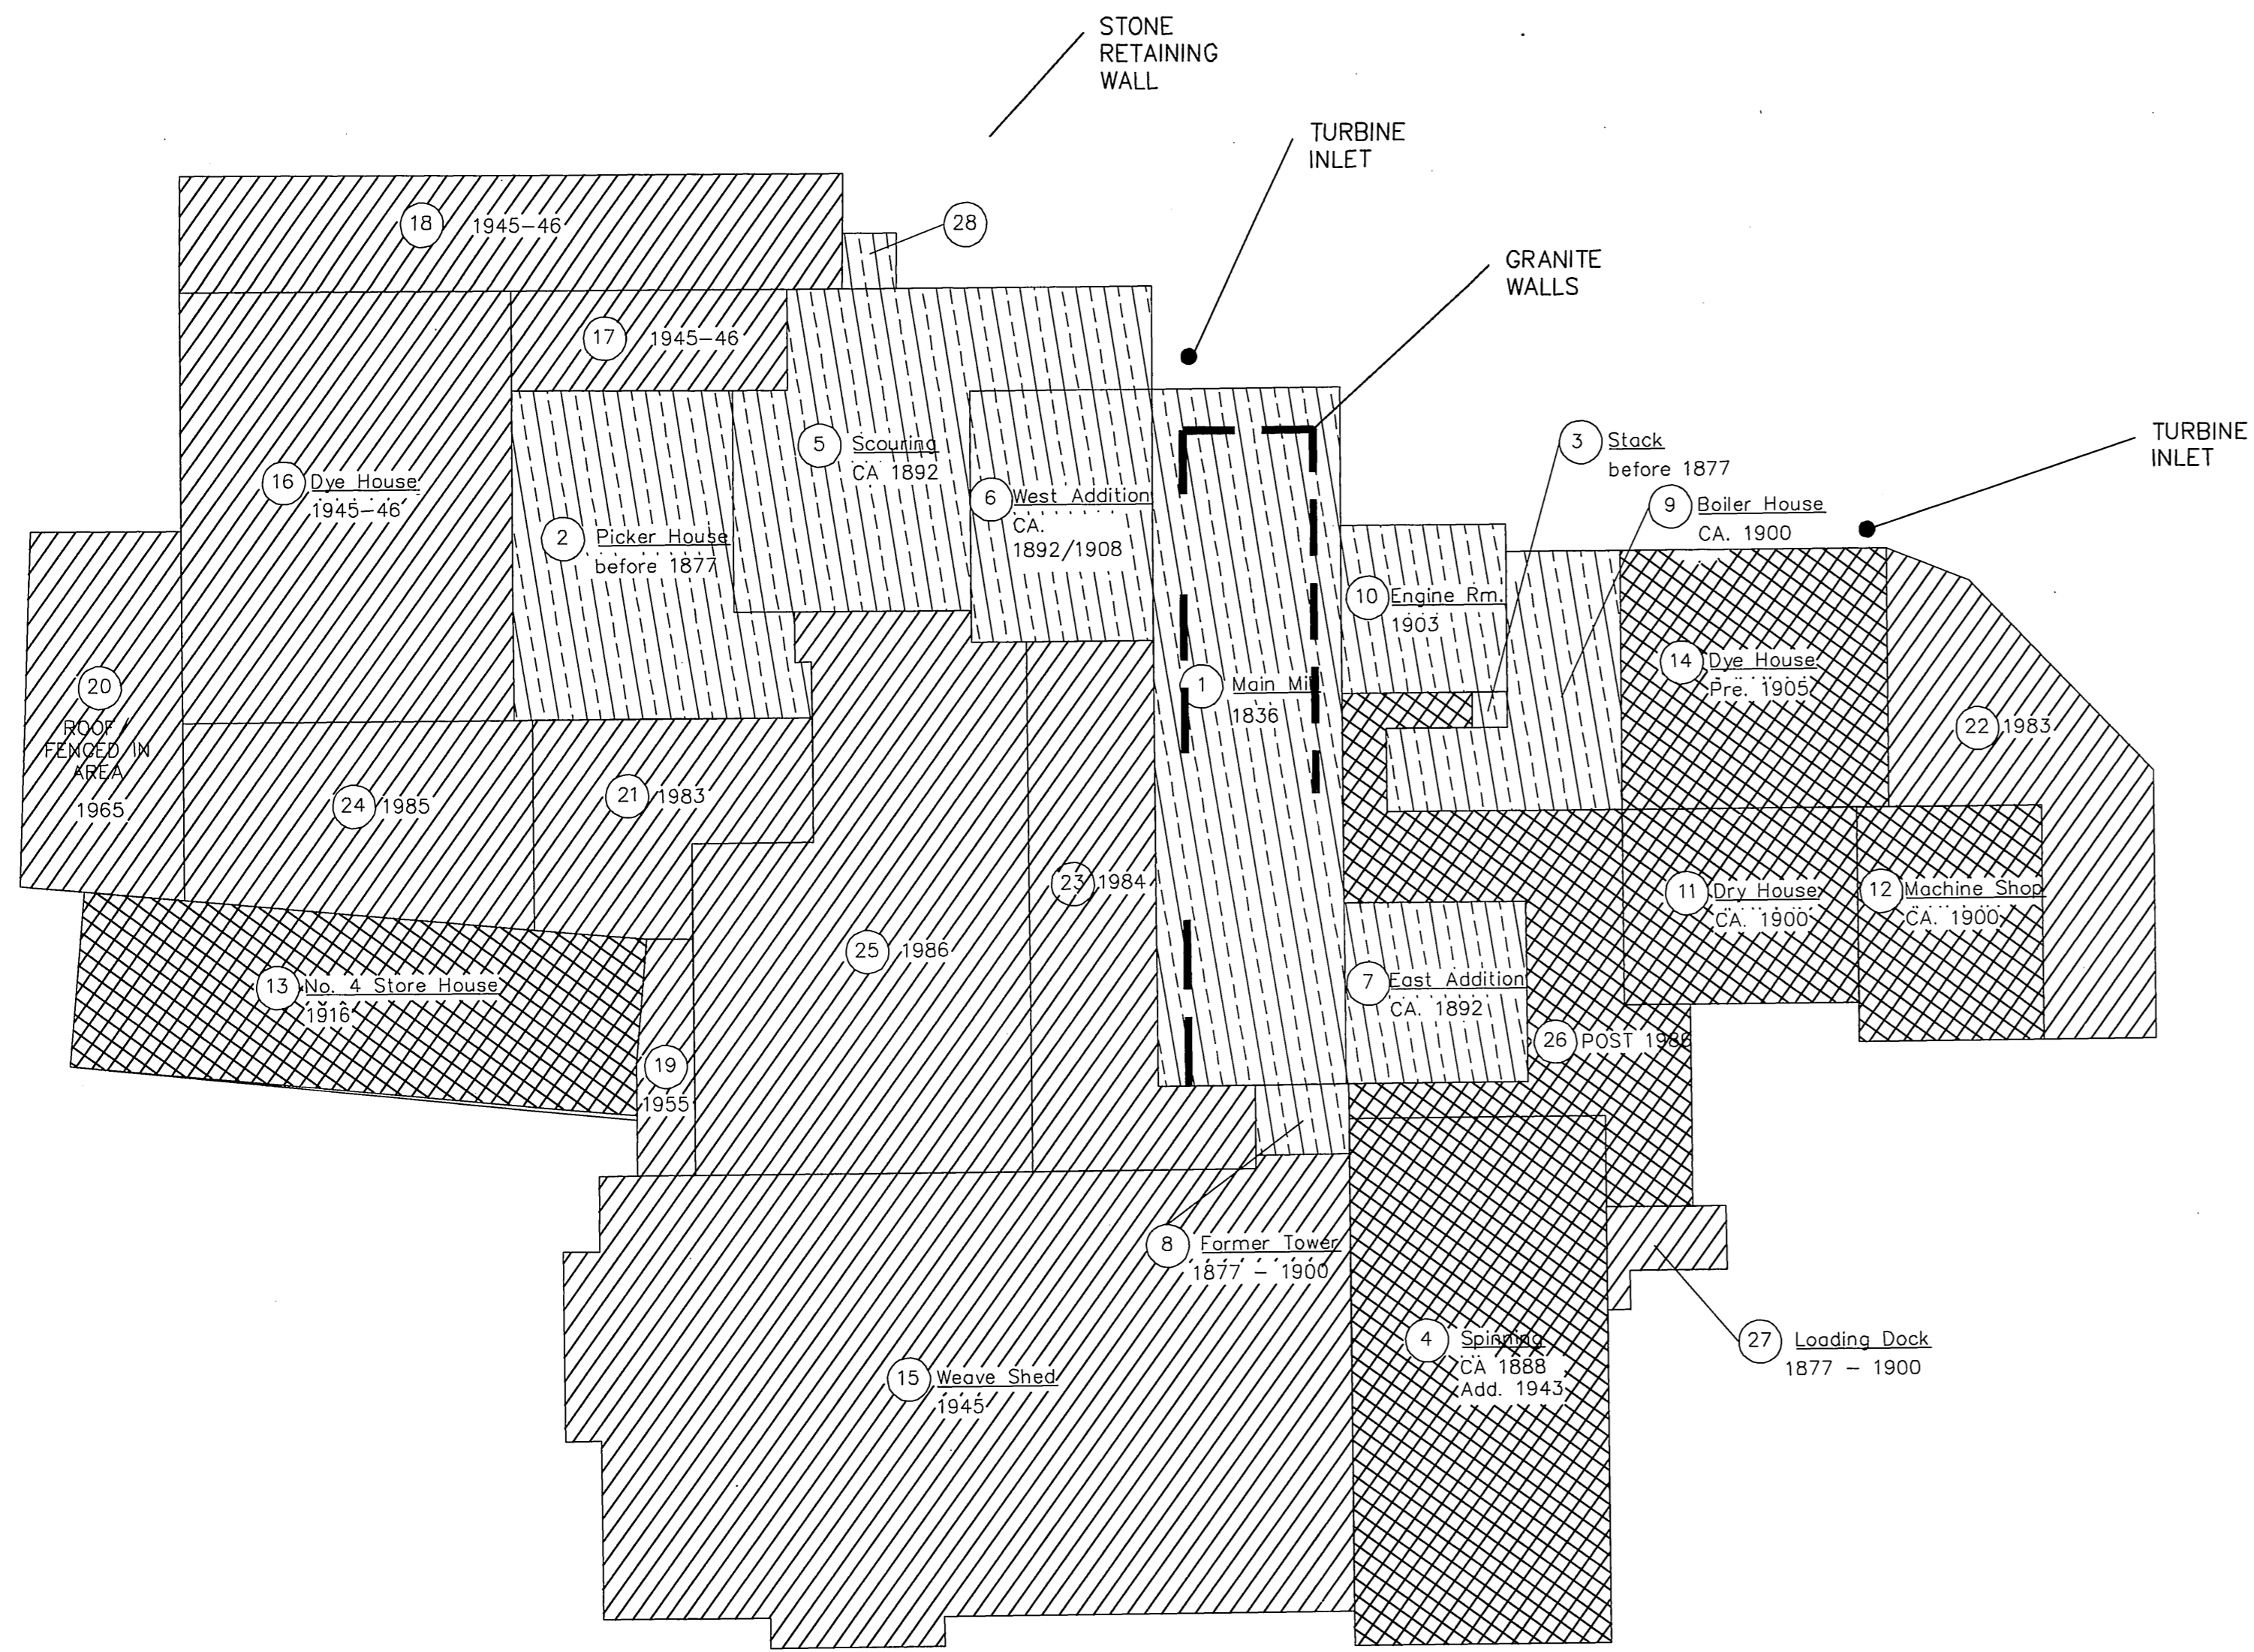 STONE
RETAINING
WALL
TURBINE
INLET
GRANITE
WALLS
TURBINE
INLET
18 1945-46
28
17 1945-46
16 Dye House
1945-46
2 Picker House
before 1877
5 Scouring
CA 1892
6 West Addition
CA.
1892/1908
3 Stack
before 1877
9 Boiler House
CA. 1900
10 Engine Rm.
1903
1 Main Mill
1836
14 Dye House
Pre. 1905
22 1983
20
ROOF
FENCED IN
AREA
1965
24 1985
21 1983
23 1984
25 1986
11 Dry House
CA. 1900
12 Machine Shop
CA. 1900
13 No. 4 Store House
1916
19
1955
7 East Addition
CA. 1892
26 POST 1986
8 Former Tower
1877 - 1900
15 Weave Shed
1945
4 Spinning
CA 1888
Add. 1943
27 Loading Dock
1877 - 1900